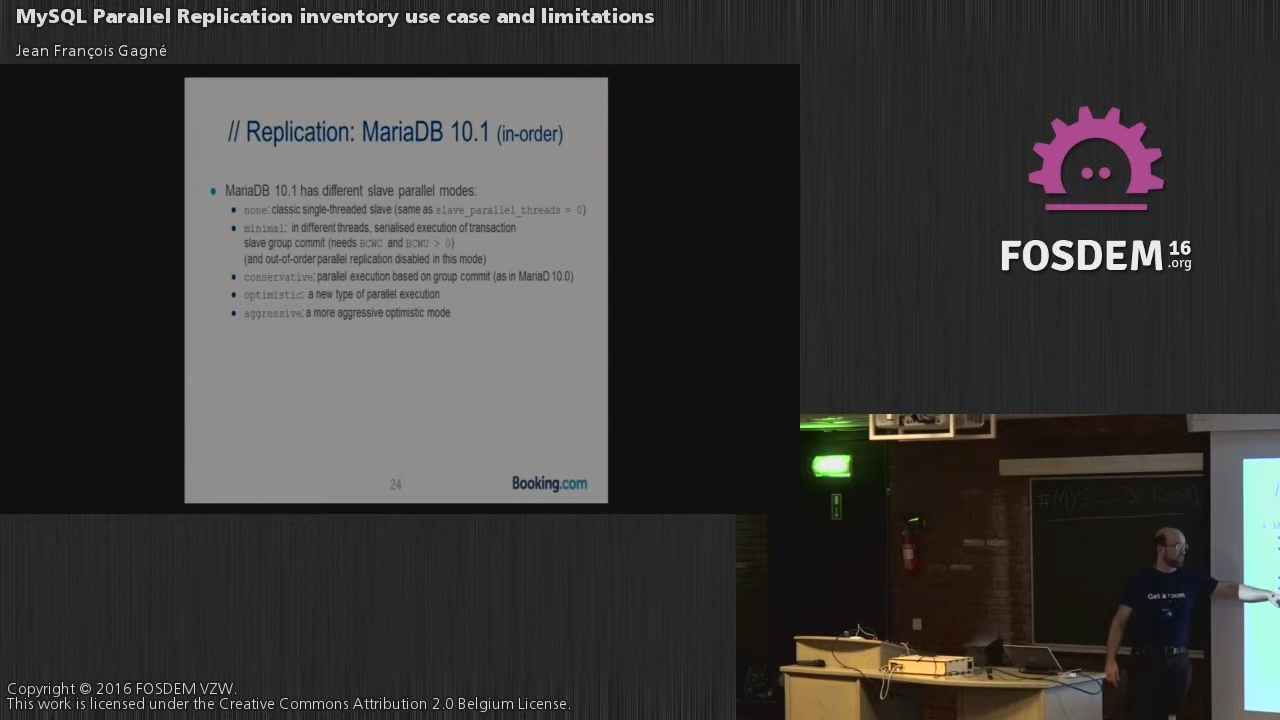 MySQL Parallel Replication inventory use case and limitations
Jean François Gagné
// Replication: MariaDB 10.1 (in-order)
MariaDB 10.1 has different slave parallel modes:
none: classic single-threaded slave (same as slave_parallel_threads = 0)
minimal: in different threads, serialised execution of transaction
slave group commit (needs BCWC and BCWU > 0)
(and out-of-order parallel replication disabled in this mode)
conservative: parallel execution based on group commit (as in MariaD 10.0)
optimistic: a new type of parallel execution
aggressive: a more aggressive optimistic mode
24
Booking.com
FOSDEM 16
.org
Get a room
Copyright © 2016 FOSDEM VZW.
This work is licensed under the Creative Commons Attribution 2.0 Belgium License.